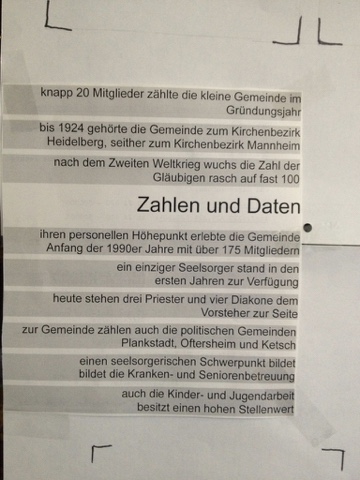 knapp 20 Mitglieder zählte die kleine Gemeinde im
Gründungsjahr
bis 1924 gehörte die Gemeinde zum Kirchenbezirk
Heidelberg, seither zum Kirchenbezirk Mannheim
nach dem Zweiten Weltkrieg wuchs die Zahl der
Gläubigen rasch auf fast 100
Zahlen und Daten
ihren personellen Höhepunkt erlebte die Gemeinde
Anfang der 1990er Jahre mit über 175 Mitgliedern
ein einziger Seelsorger stand in den
ersten Jahren zur Verfügung
heute stehen drei Priester und vier Diakone dem
Vorsteher zur Seite
zur Gemeinde zählen auch die politischen Gemeinden
Plankstadt, Oftersheim und Ketsch
einen seelsorgerischen Schwerpunkt bildet
bildet die Kranken- und Seniorenbetreuung
auch die Kinder- und Jugendarbeit
besitzt einen hohen Stellenwert